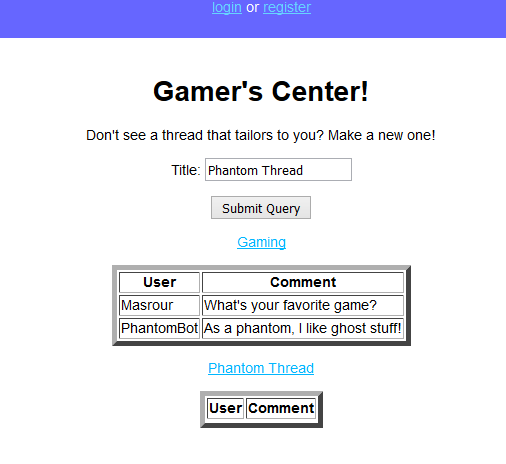 login or register
Gamer's Center!
Don't see a thread that tailors to you? Make a new one!
Title: Phantom Thread
Submit Query
Gaming
User Comment
Masrour What's your favorite game?
PhantomBot As a phantom, I like ghost stuff!
Phantom Thread
User Comment